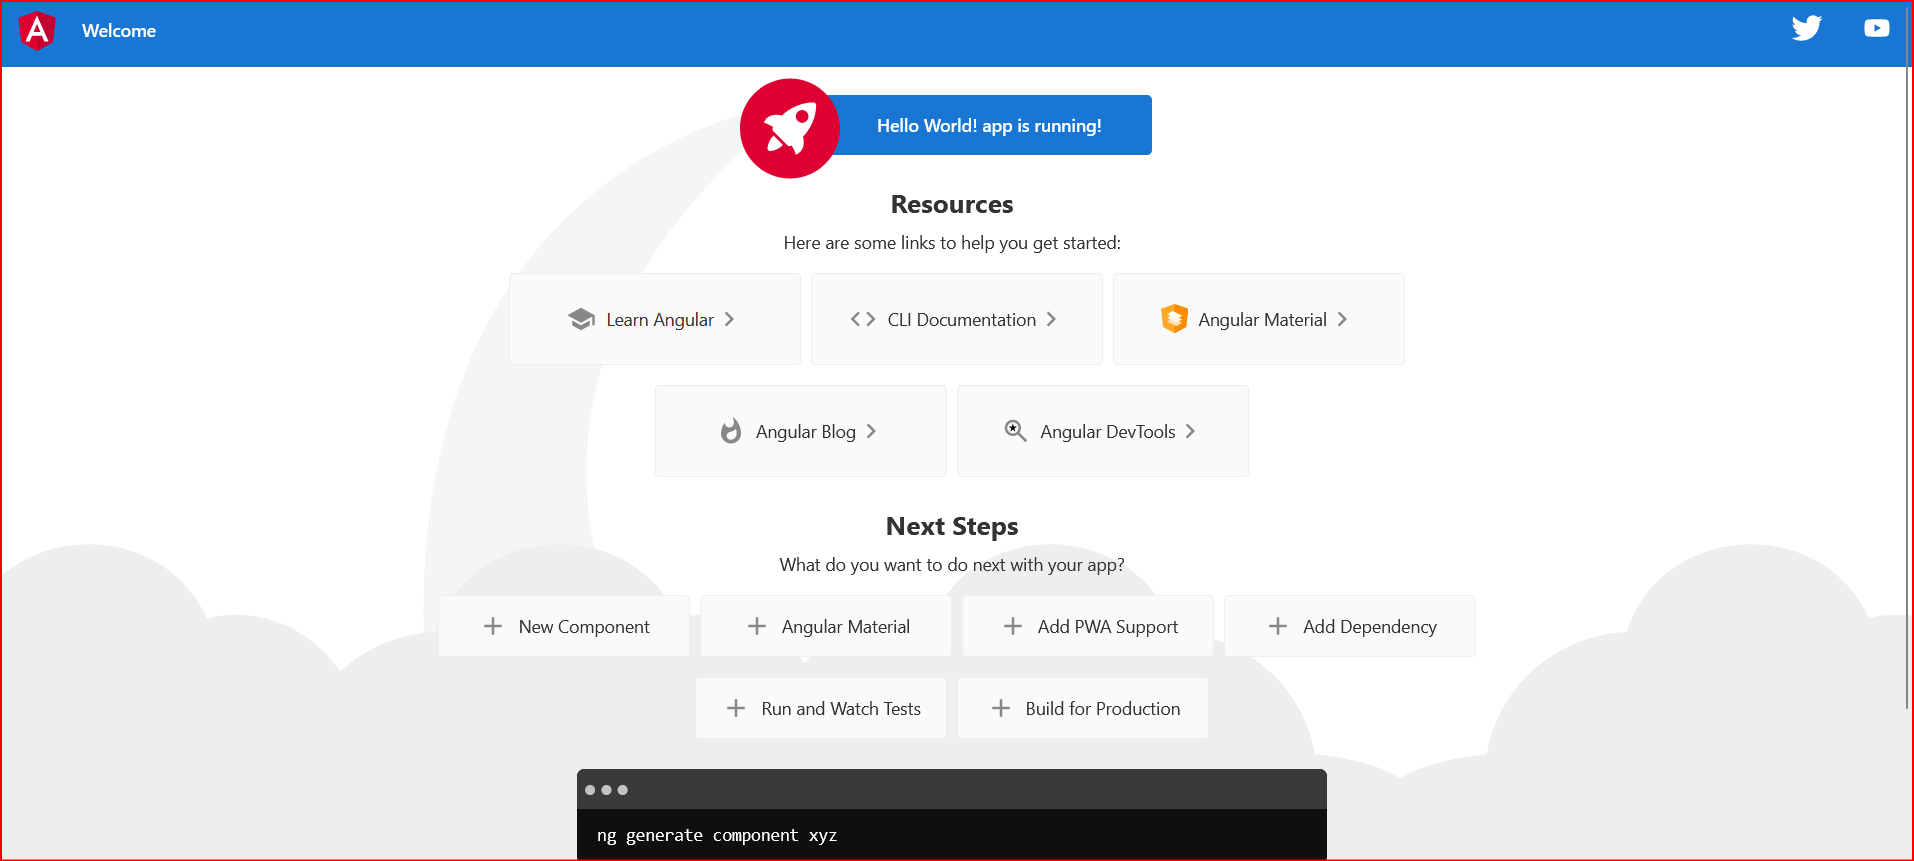 Welcome
Hello World! app is running!
Resources
Here are some links to help you get started:
Learn Angular
CLI Documentation
Angular Material
Angular Blog
Angular DevTools
Next Steps
What do you want to do next with your app?
New Component
Angular Material
Add PWA Support
Add Dependency
Run and Watch Tests
Build for Production
ng generate component xyz